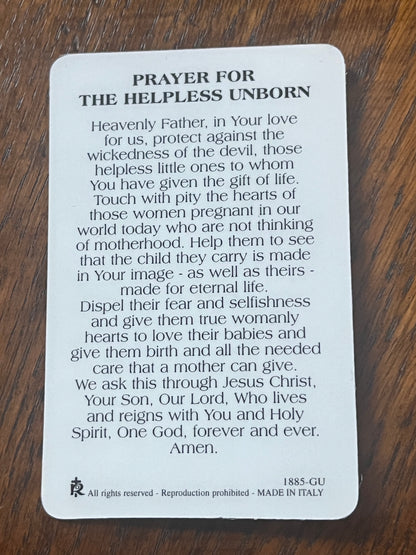 PRAYER FOR
THE HELPLESS UNBORN
Heavenly Father, in Your love
for us, protect against the
wickedness of the devil, those
helpless little ones to whom
You have given the gift of life.
Touch with pity the hearts of
those women pregnant in our
world today who are not thinking
of motherhood. Help them to see
that the child they carry is made
in Your image - as well as theirs -
made for eternal life.
Dispel their fear and selfishness
and give them true womanly
hearts to love their babies and
give them birth and all the needed
care that a mother can give.
We ask this through Jesus Christ,
Your Son, Our Lord, Who lives
and reigns with You and Holy
Spirit, One God, forever and ever.
Amen.
1885-GU
All rights reserved - Reproduction prohibited - MADE IN ITALY